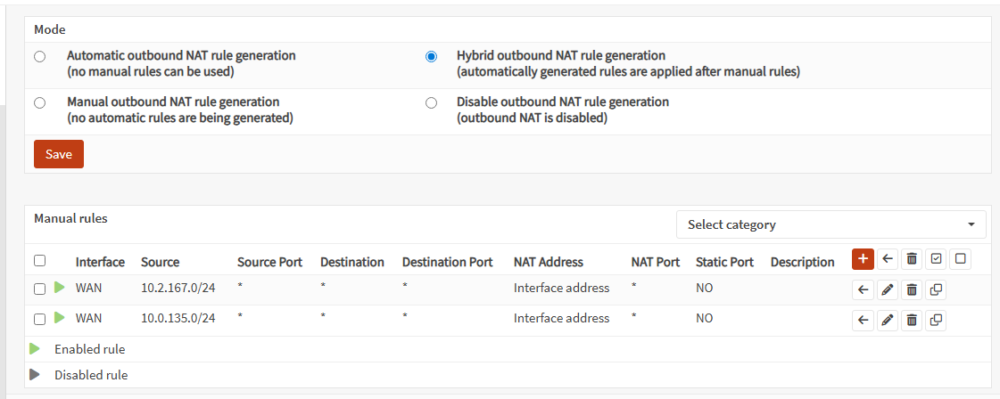 Mode
Automatic outbound NAT rule generation
(no manual rules can be used)
Hybrid outbound NAT rule generation
(automatically generated rules are applied after manual rules)
Manual outbound NAT rule generation
(no automatic rules are being generated)
Disable outbound NAT rule generation
(outbound NAT is disabled)
Save
Manual rules
Select category
Interface Source Source Port Destination Destination Port NAT Address NAT Port Static Port Description
WAN 10.2.167.0/24 * * * Interface address * NO
WAN 10.0.135.0/24 * * * Interface address * NO
Enabled rule
Disabled rule